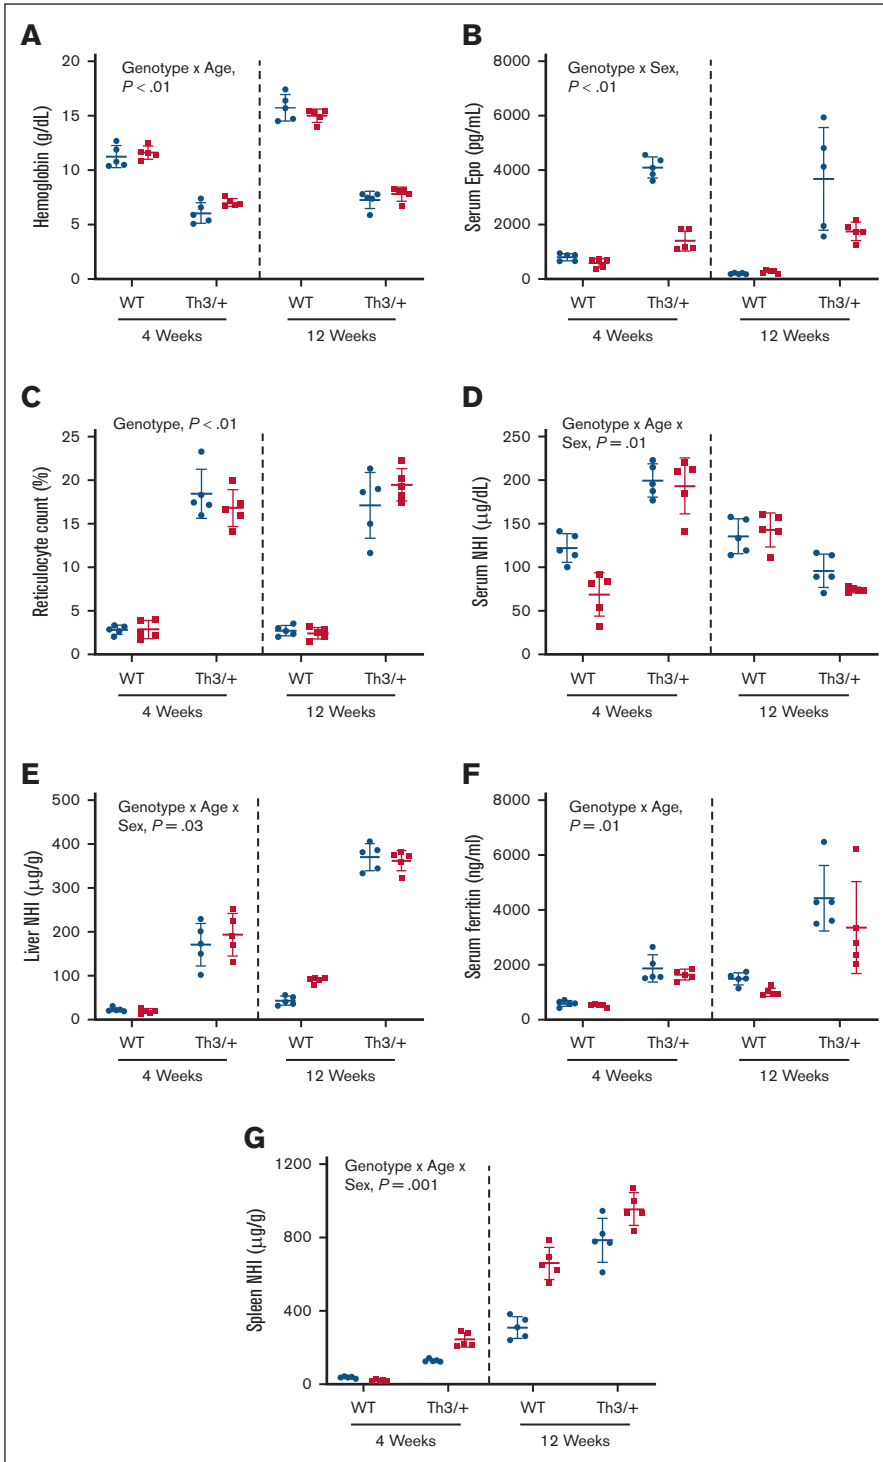 A
Hemoglobin (g/dL)
20
15
10
5
0
Genotype x Age,
P < .01
WT
Th3/+
WT
Th3/+
4 Weeks
12 Weeks
B
Serum Epo (pg/mL)
8000
6000
4000
2000
0
Genotype x Sex,
P < .01
WT
Th3/+
WT
Th3/+
4 Weeks
12 Weeks
C
Reticulocyte count (%)
25
20
15
10
5
0
Genotype, P < .01
WT
Th3/+
WT
Th3/+
4 Weeks
12 Weeks
D
Serum NHI (μg/dL)
250
200
150
100
50
0
Genotype x Age x
Sex, P = .01
WT
Th3/+
WT
Th3/+
4 Weeks
12 Weeks
E
Liver NHI (μg/g)
500
400
300
200
100
0
Genotype x Age x
Sex, P = .03
WT
Th3/+
WT
Th3/+
4 Weeks
12 Weeks
F
Serum ferritin (ng/ml)
8000
6000
4000
2000
0
Genotype x Age,
P = .01
WT
Th3/+
WT
Th3/+
4 Weeks
12 Weeks
G
Spleen NHI (μg/g)
1200
800
400
0
Genotype x Age x
Sex, P = .001
WT
Th3/+
WT
Th3/+
4 Weeks
12 Weeks